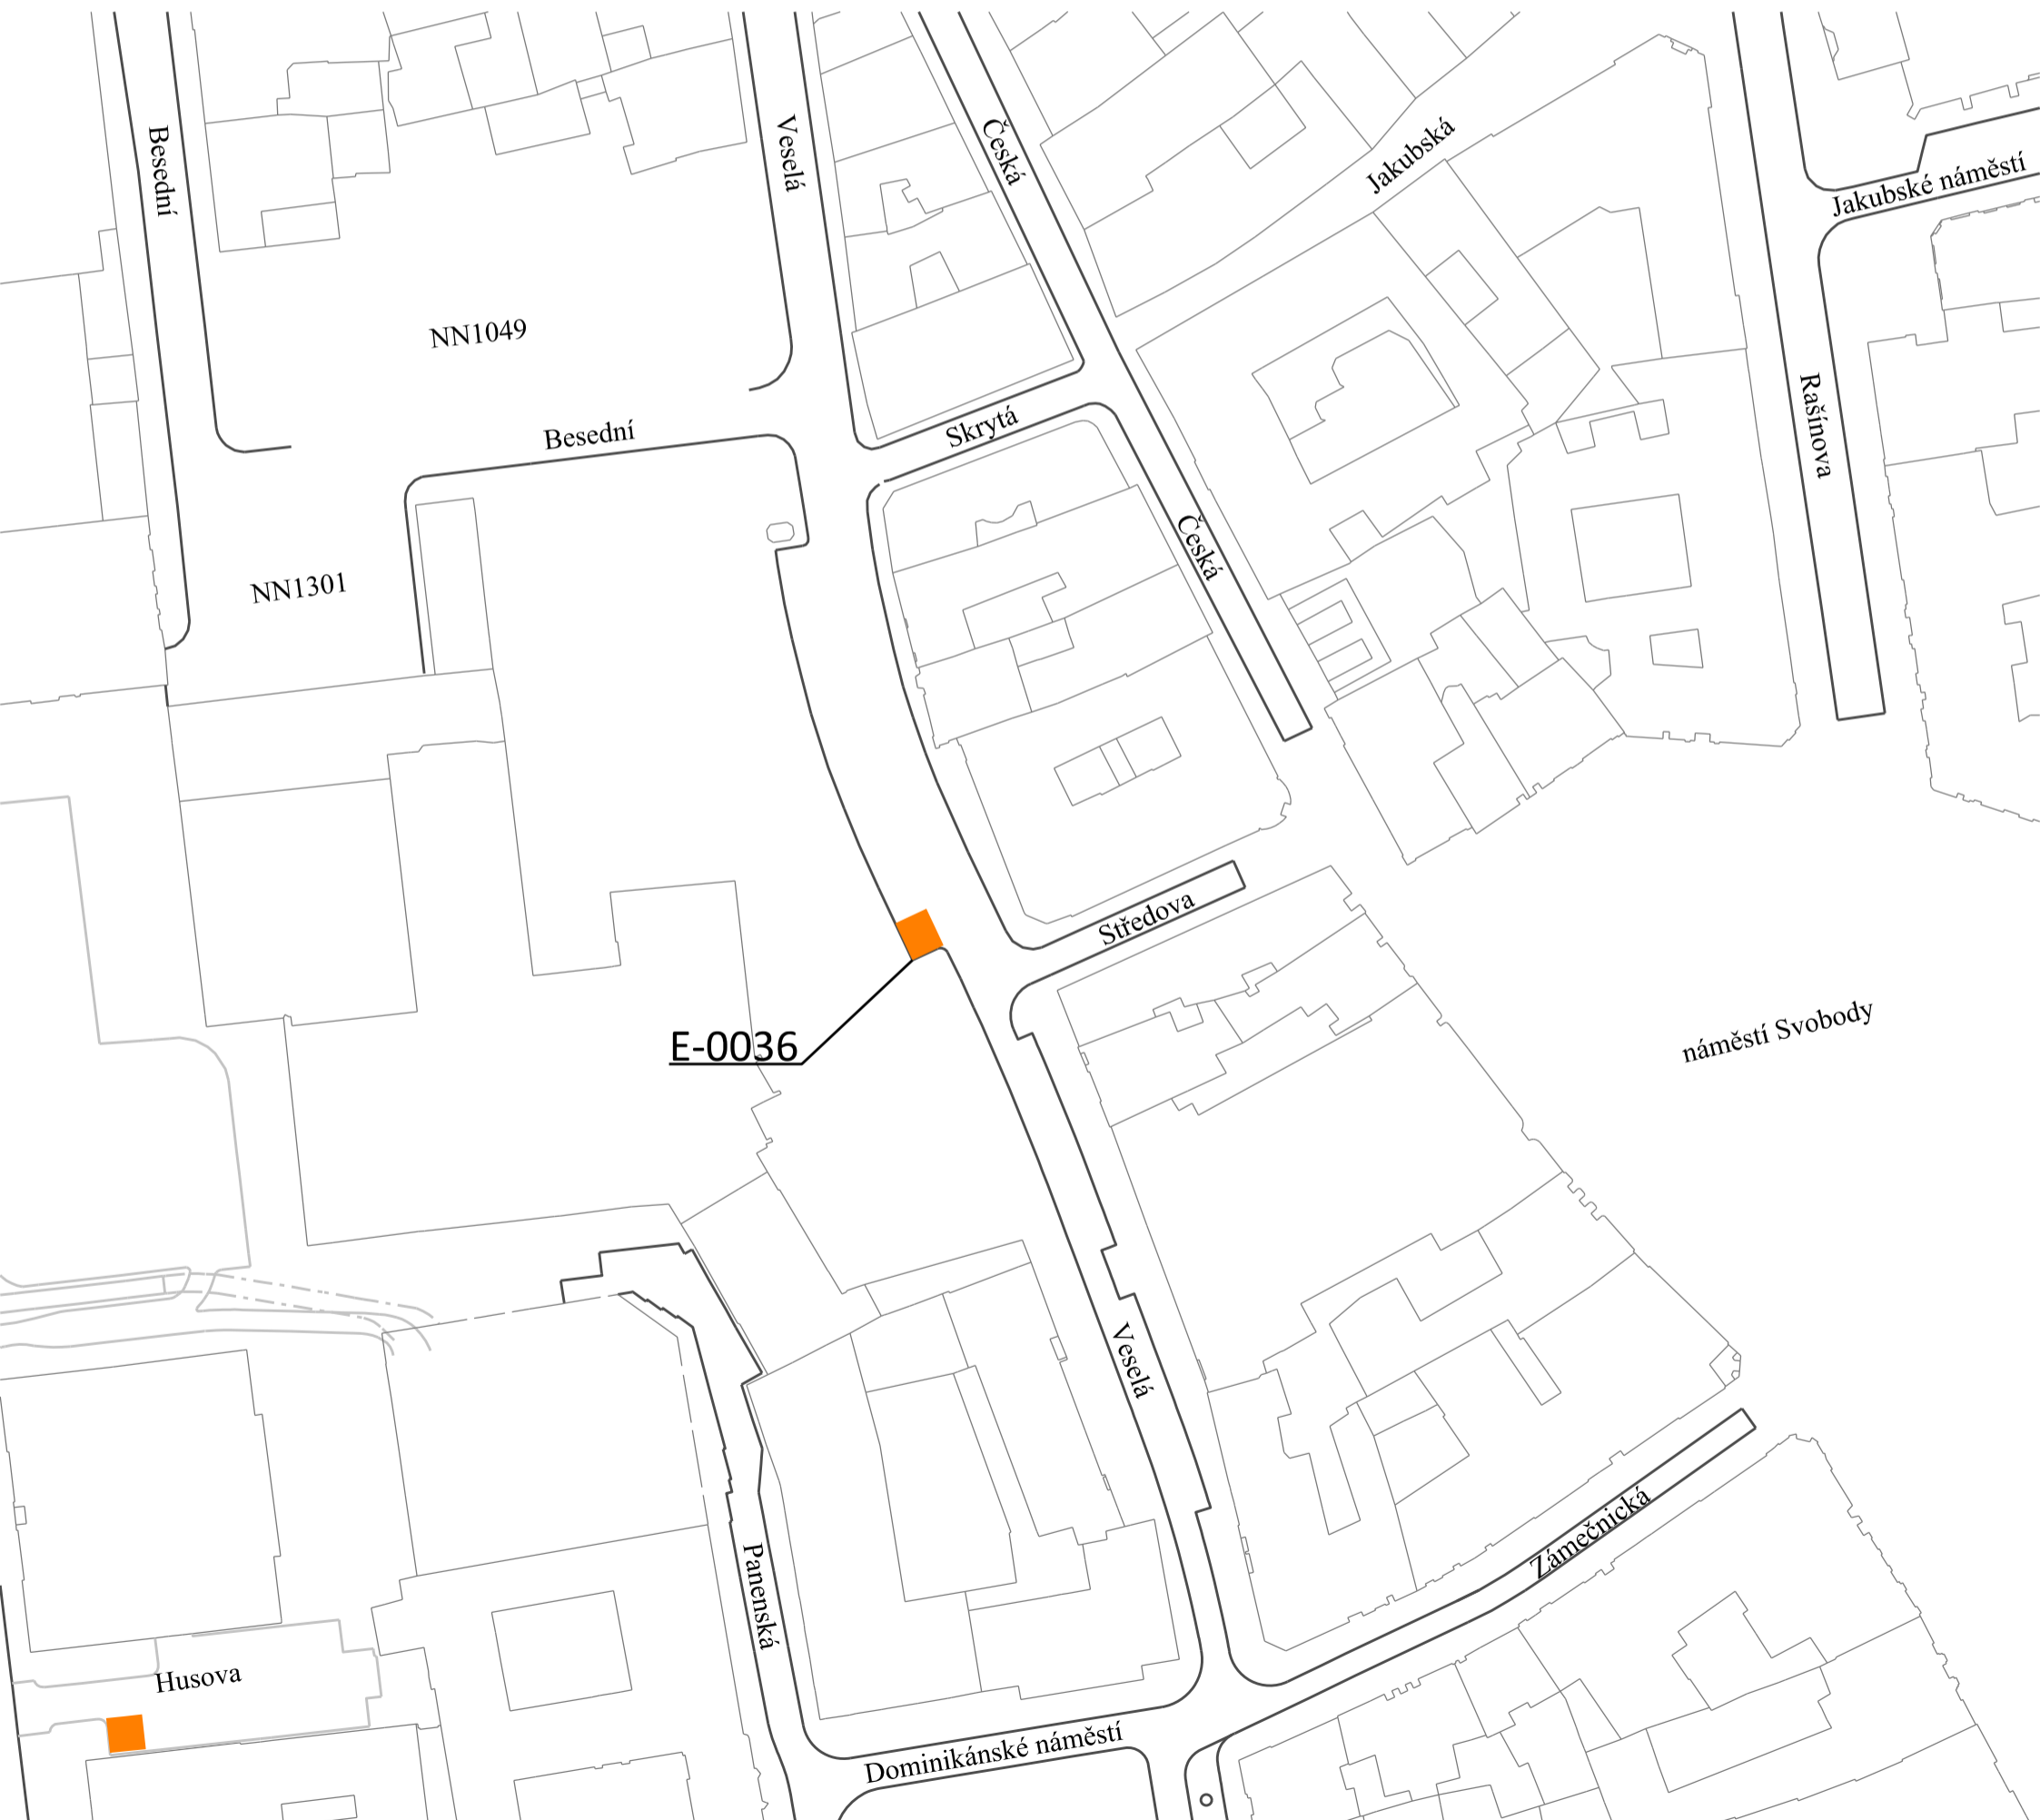 Besední
Veselá
Česká
Jakubská
Jakubské náměstí
NN1049
Rašínova
Besední
Skrytá
Česká
NN1301
Středova
E-0036
náměstí Svobody
Veselá
Zámečnická
Panenská
Husova
Dominikánské náměstí